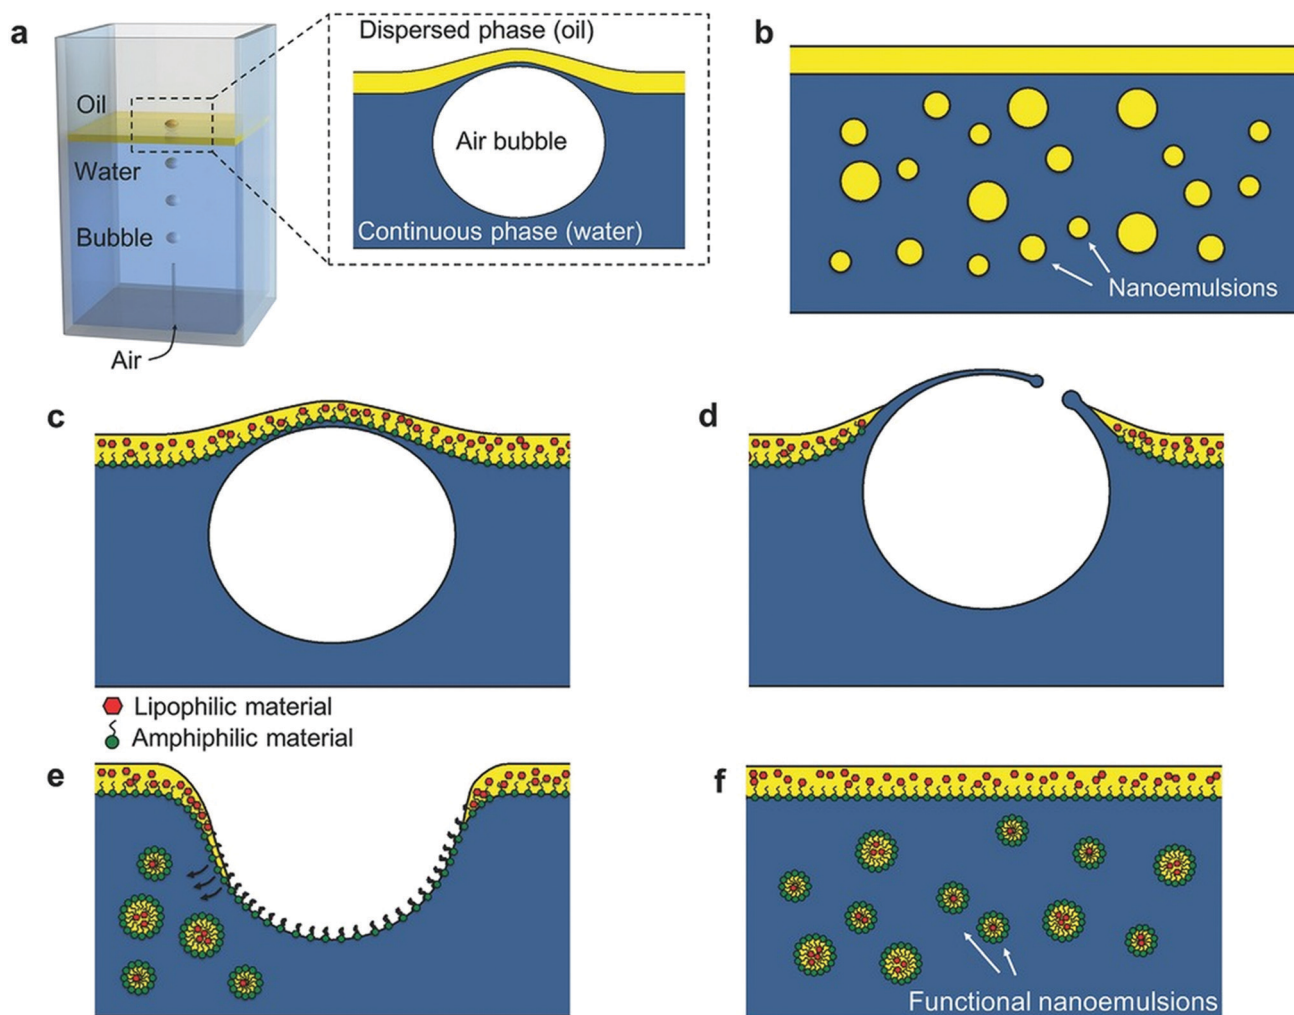 a
Oil
Water
Bubble
Air
Dispersed phase (oil)
Air bubble
Continuous phase (water)
b
Nanoemulsions
c
d
Lipophilic material
Amphiphilic material
e
f
Functional nanoemulsions